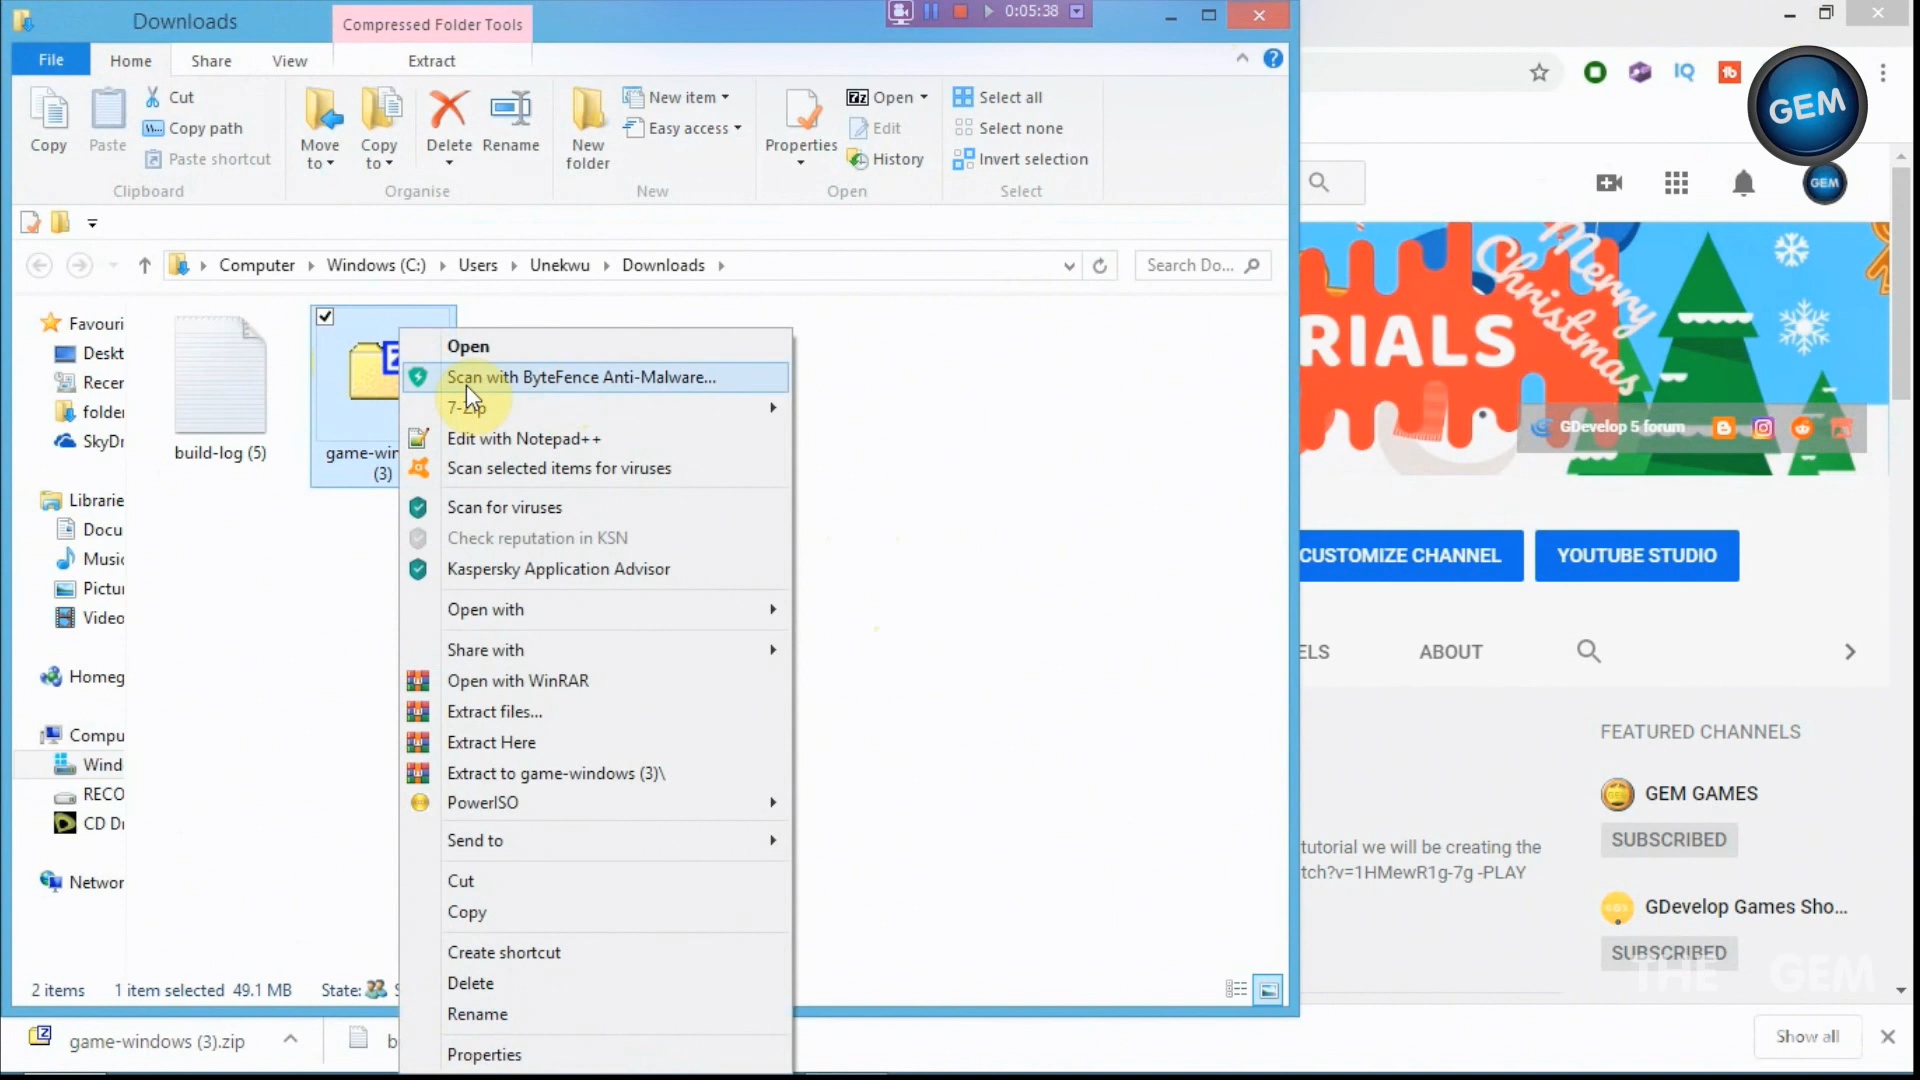 Downloads
Compressed Folder Tools
0:05:38
File
Home
Share
View
Extract
Copy
Paste
Cut
Copy path
Paste shortcut
Clipboard
Move to
Copy to
Delete
Rename
Organise
New folder
New item
Easy access
New
Properties
Open
Edit
History
Open
Select all
Select none
Invert selection
Select
IQ
tb
GEM
GEM
Computer
Windows (C:)
Users
Unekwu
Downloads
Search Do...
Favouri
Deskt
Recer
folder
SkyDr
Librarie
Docu
Music
Pictu
Video
Homeg
Compu
Wind
RECO
CD Dr
Networ
build-log (5)
game-win
(3)
Open
Scan with ByteFence Anti-Malware...
7-Zip
Edit with Notepad++
Scan selected items for viruses
Scan for viruses
Check reputation in KSN
Kaspersky Application Advisor
Open with
Share with
Open with WinRAR
Extract files...
Extract Here
Extract to game-windows (3)\
PowerISO
Send to
Cut
Copy
Create shortcut
Delete
Rename
Properties
Merry
Christmas
RIALS
GDevelop 5 forum
CUSTOMIZE CHANNEL
YOUTUBE STUDIO
ELS
ABOUT
FEATURED CHANNELS
GEM GAMES
SUBSCRIBED
tutorial we will be creating the
tch?v=1HMewR1g-7g -PLAY
GDevelop Games Sho...
SUBSCRIBED
THE GEM
2 items
1 item selected 49.1 MB
State:
game-windows (3).zip
b
Show all